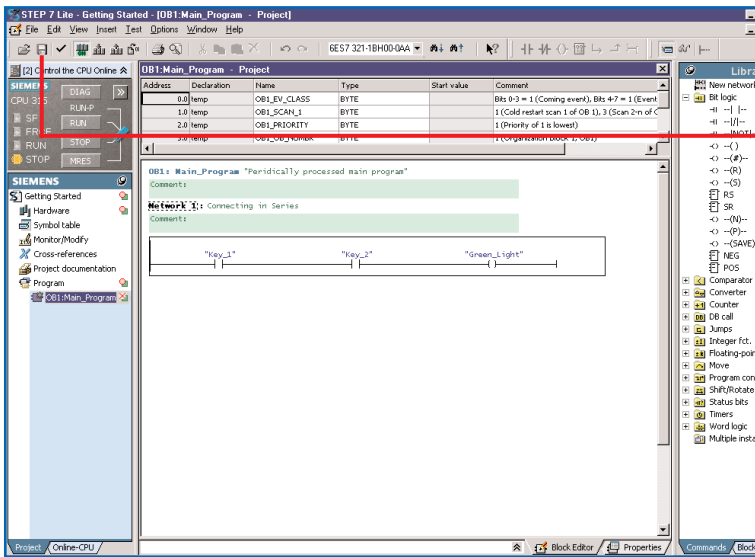 STEP 7 Lite - Getting Started - [OB1:Main_Program - Project]
File Edit View Insert Test Options Window Help
6ES7 321-1BH00-0AA
[2] Control the CPU Online
SIEMENS
CPU 315
DIAG
RUN-P
SF
RUN
FRCE
STOP
RUN
MRES
STOP
SIEMENS
Getting Started
Hardware
Symbol table
Monitor/Modify
Cross-references
Project documentation
Program
OB1:Main_Program
Project Online-CPU
OB1:Main_Program - Project
Address Declaration Name Type Start value Comment
0.0 temp OB1_EV_CLASS BYTE Bits 0-3 = 1 (Coming event), Bits 4-7 = 1 (Event
1.0 temp OB1_SCAN_1 BYTE 1 (Cold restart scan 1 of OB 1), 3 (Scan 2-n of
2.0 temp OB1_PRIORITY BYTE 1 (Priority of 1 is lowest)
3.0 temp OB1_OB_NUMBR BYTE 1 (Organization block 1, OB1)
OB1: Main_Program "Peridically processed main program"
Comment:
Network 1: Connecting in Series
Comment:
"Key_1" "Key_2" "Green_Light"
Block Editor Properties
Libra
New network
Bit logic
--| |--
--|/|--
--|NOT|
--( )
--(#)--
--(R)
--(S)
RS
SR
--(N)--
--(P)--
--(SAVE)
NEG
POS
Comparator
Converter
Counter
DB call
Jumps
Integer fct.
Floating-poin
Move
Program con
Shift/Rotate
Status bits
Timers
Word logic
Multiple insta
Commands Block